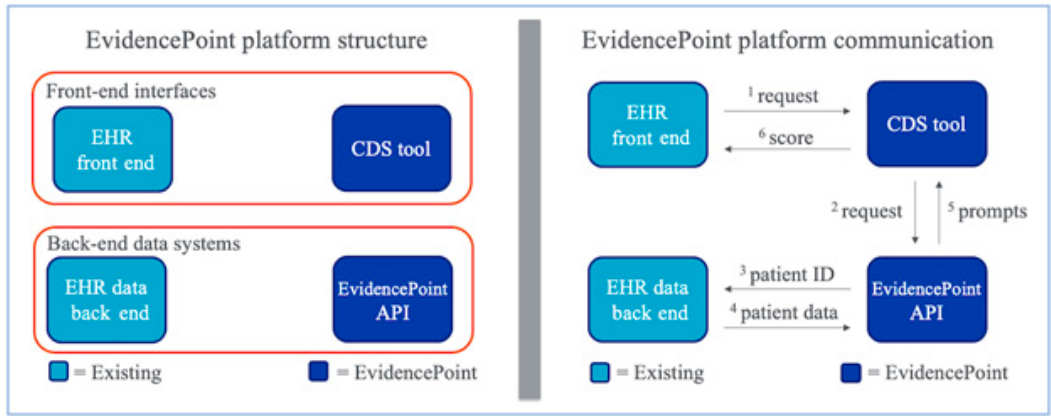 EvidencePoint platform structure
Front-end interfaces
EHR
front end
CDS tool
Back-end data systems
EHR data
back end
EvidencePoint
API
= Existing
= EvidencePoint
EvidencePoint platform communication
EHR
front end
1 request
6 score
CDS tool
2 request
5 prompts
EHR data
back end
3 patient ID
4 patient data
EvidencePoint
API
= Existing
= EvidencePoint